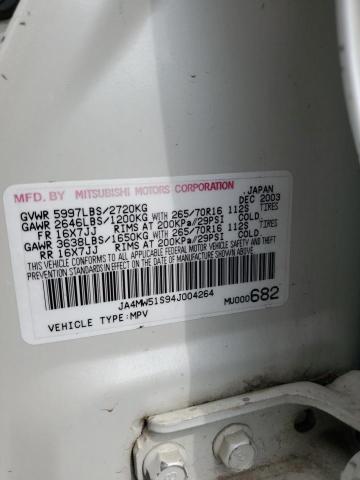 MFD. BY MITSUBISHI MOTORS CORPORATION JAPAN
GVWR 5997LBS/2720KG DEC 2003
GAWR 2646LBS/1200KG WITH 265/70R16 112S TIRES
FR 16X7JJ RIMS AT 200KPa/29PSI COLD.
GAWR 3638LBS/1650KG WITH 265/70R16 112S TIRES
RR 16X7JJ RIMS AT 200KPa/29PSI COLD.
THIS VEHICLE CONFORMS TO ALL APPLICABLE FEDERAL MOTOR VEHICLE SAFETY
STANDARDS IN EFFECT ON THE DATE OF MANUFACTURE SHOWN ABOVE.
JA4MW51S94J004264 MU000682
VEHICLE TYPE:MPV